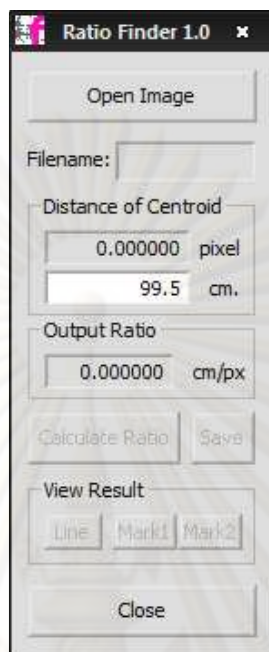 Ratio Finder 1.0 ×
Open Image
Filename:
Distance of Centroid
0.000000 pixel
99.5 cm.
Output Ratio
0.000000 cm/px
Calculate Ratio Save
View Result
Line Mark1 Mark2
Close